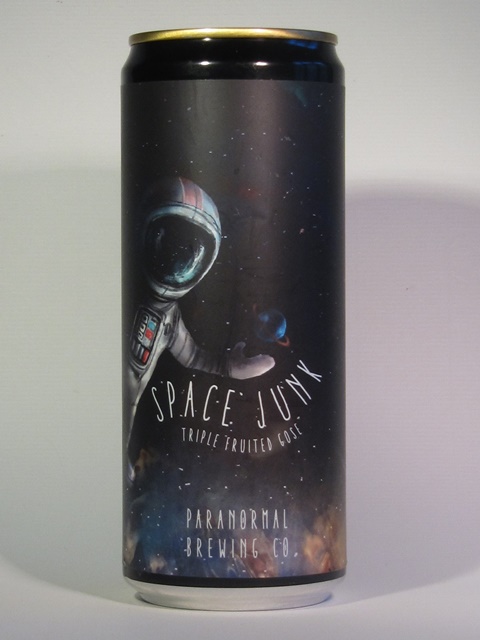 SPACE JUNK
TRIPLE FRUITED GOSE
PARANORMAL
BREWING CO.